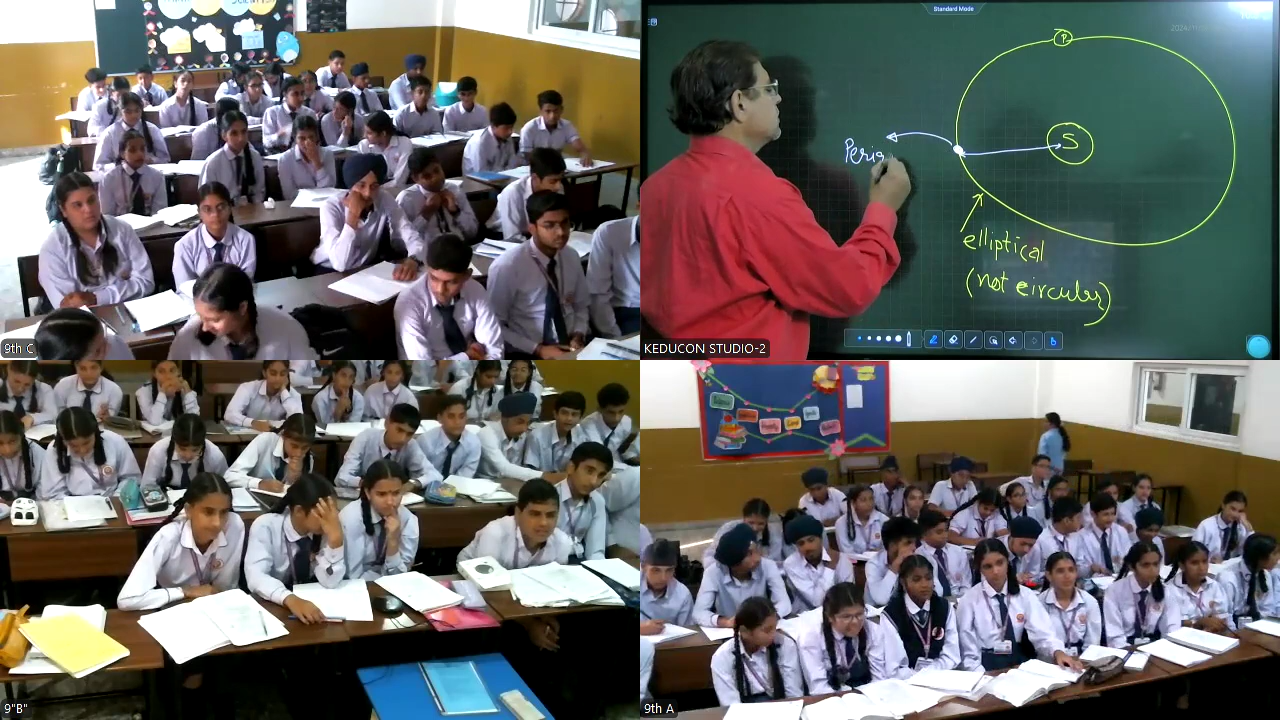 Standard Mode
P
S
Perig
elliptical
(not circular)
9th C
KEDUCON STUDIO-2
9"B"
9th A